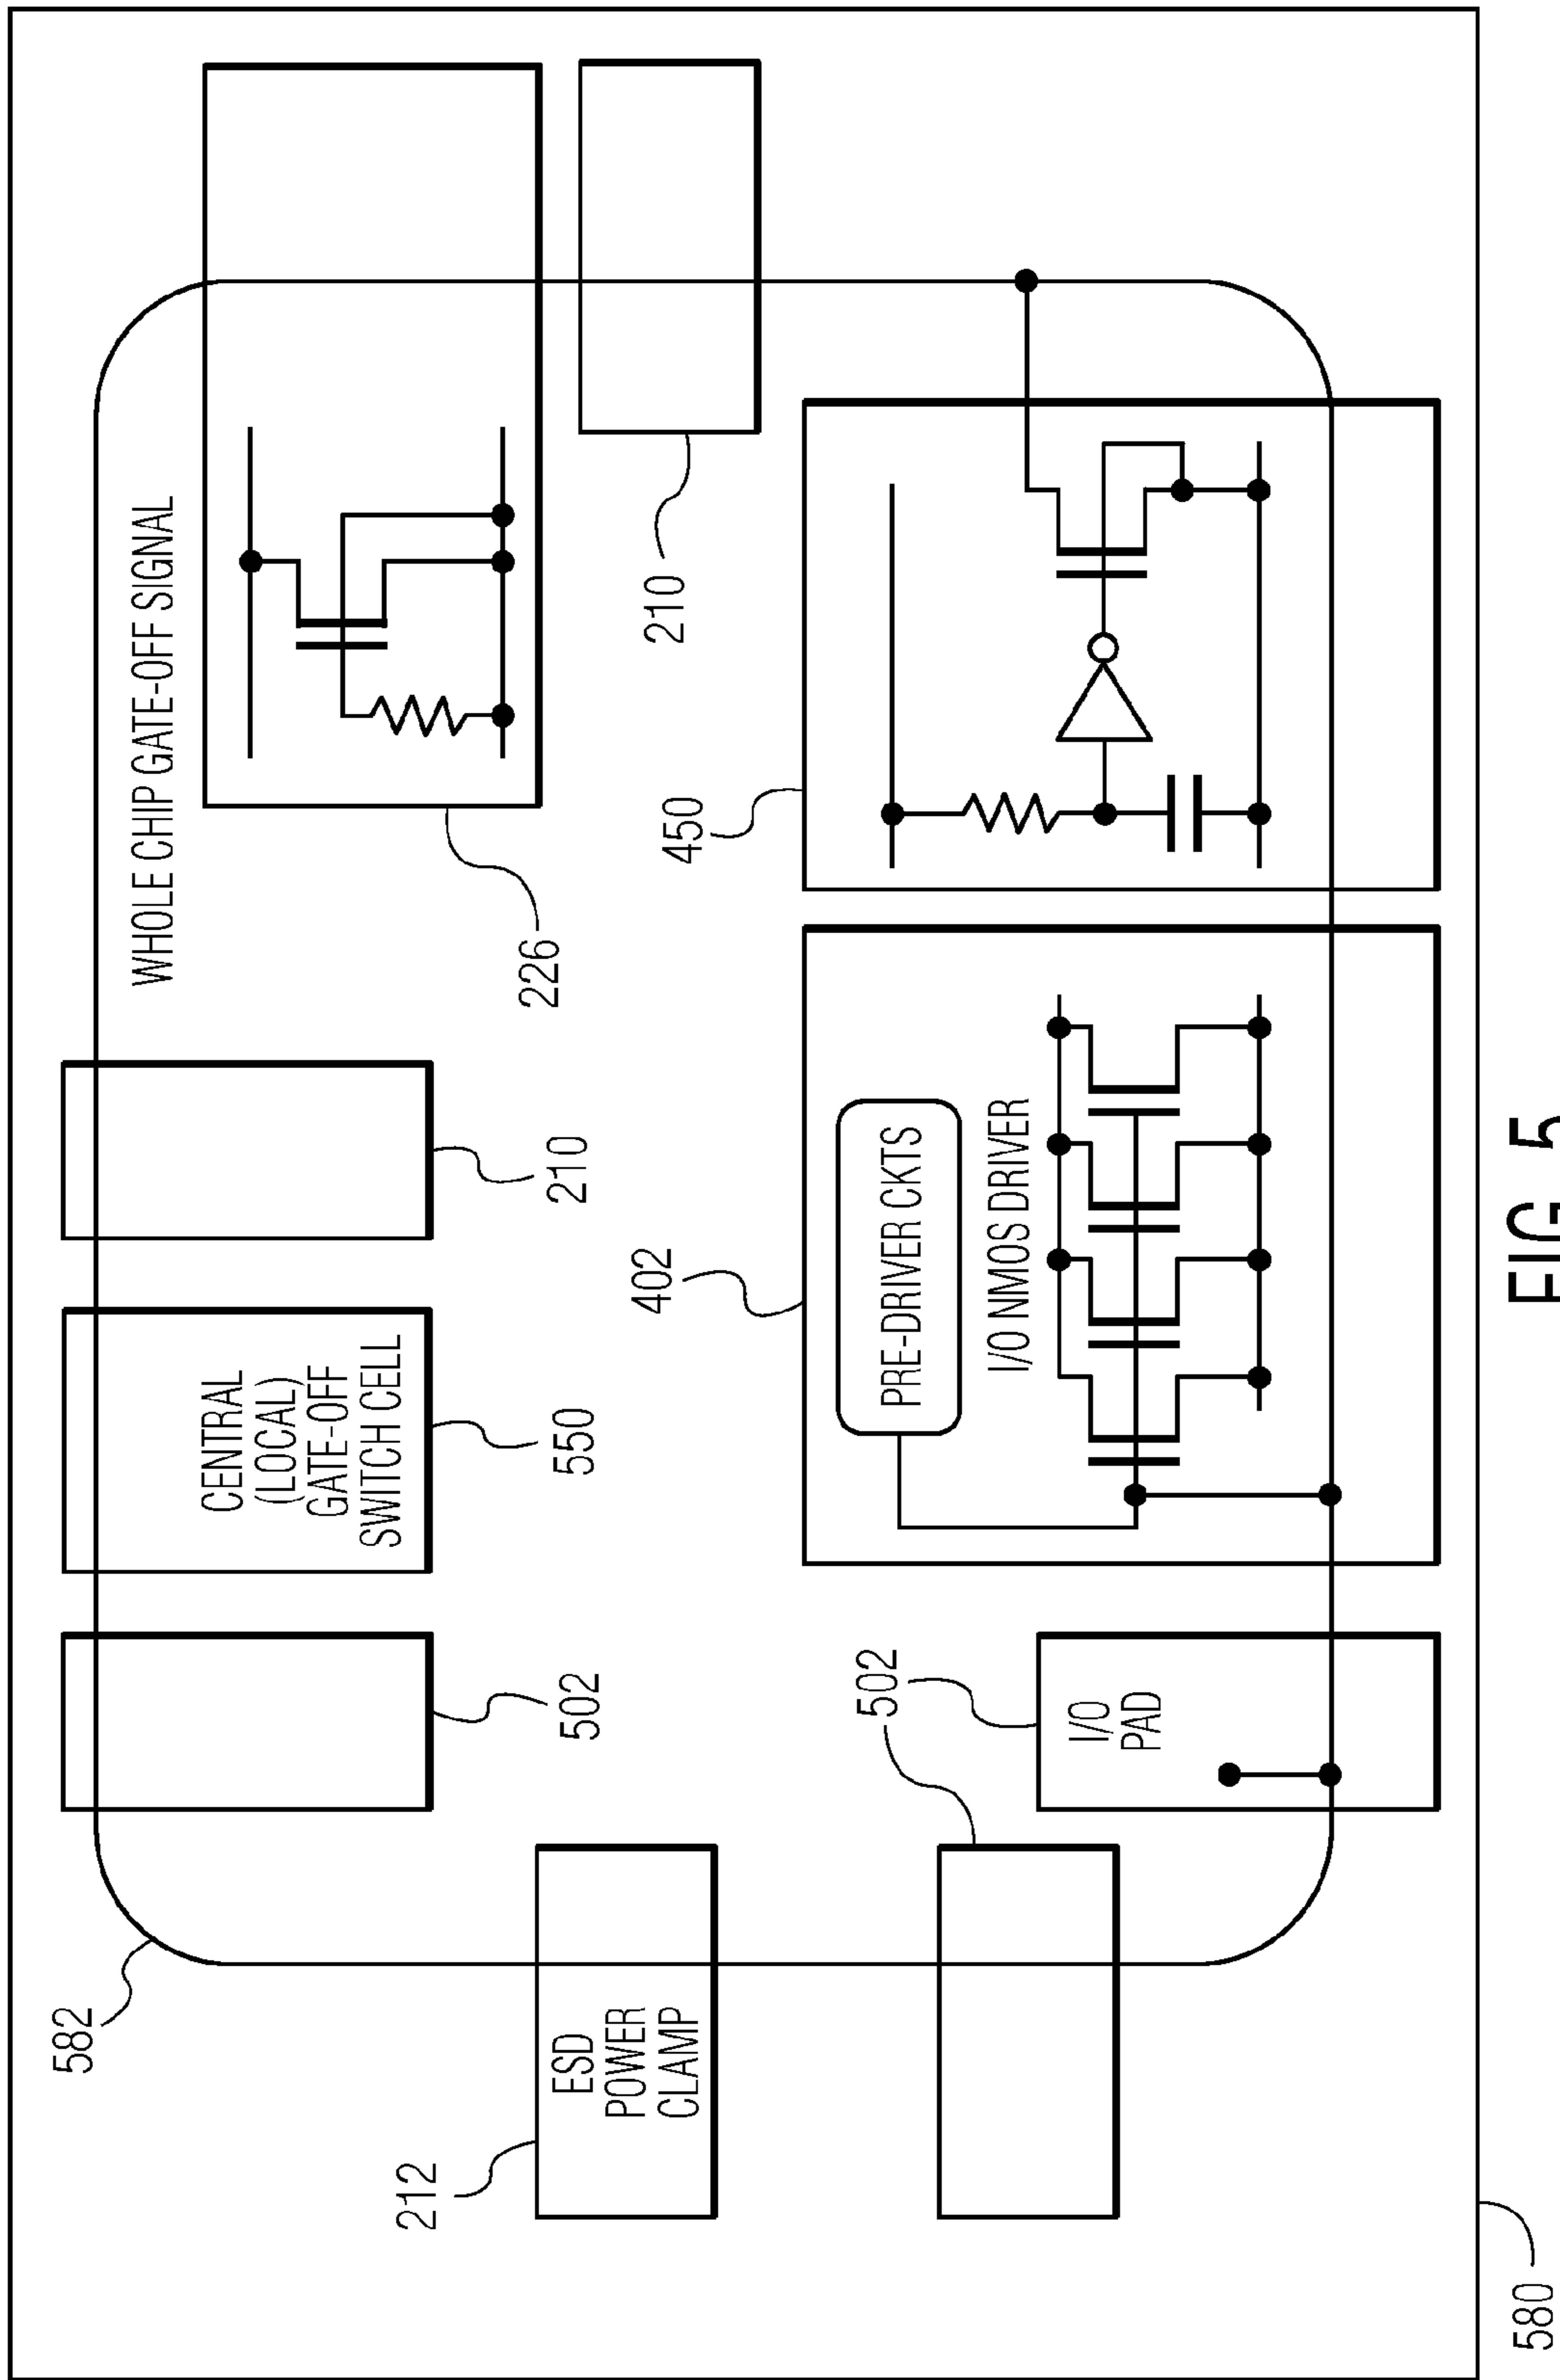 582
WHOLE CHIP GATE-OFF SIGNAL
CENTRAL
(LOCAL)
GATE-OFF
SWITCH CELL
212
ESD
POWER
CLAMP
502
550
210
226
210
402
450
502
PRE-DRIVER CKTS
I/O NMOS DRIVER
I/O
PAD
580
FIG. 5